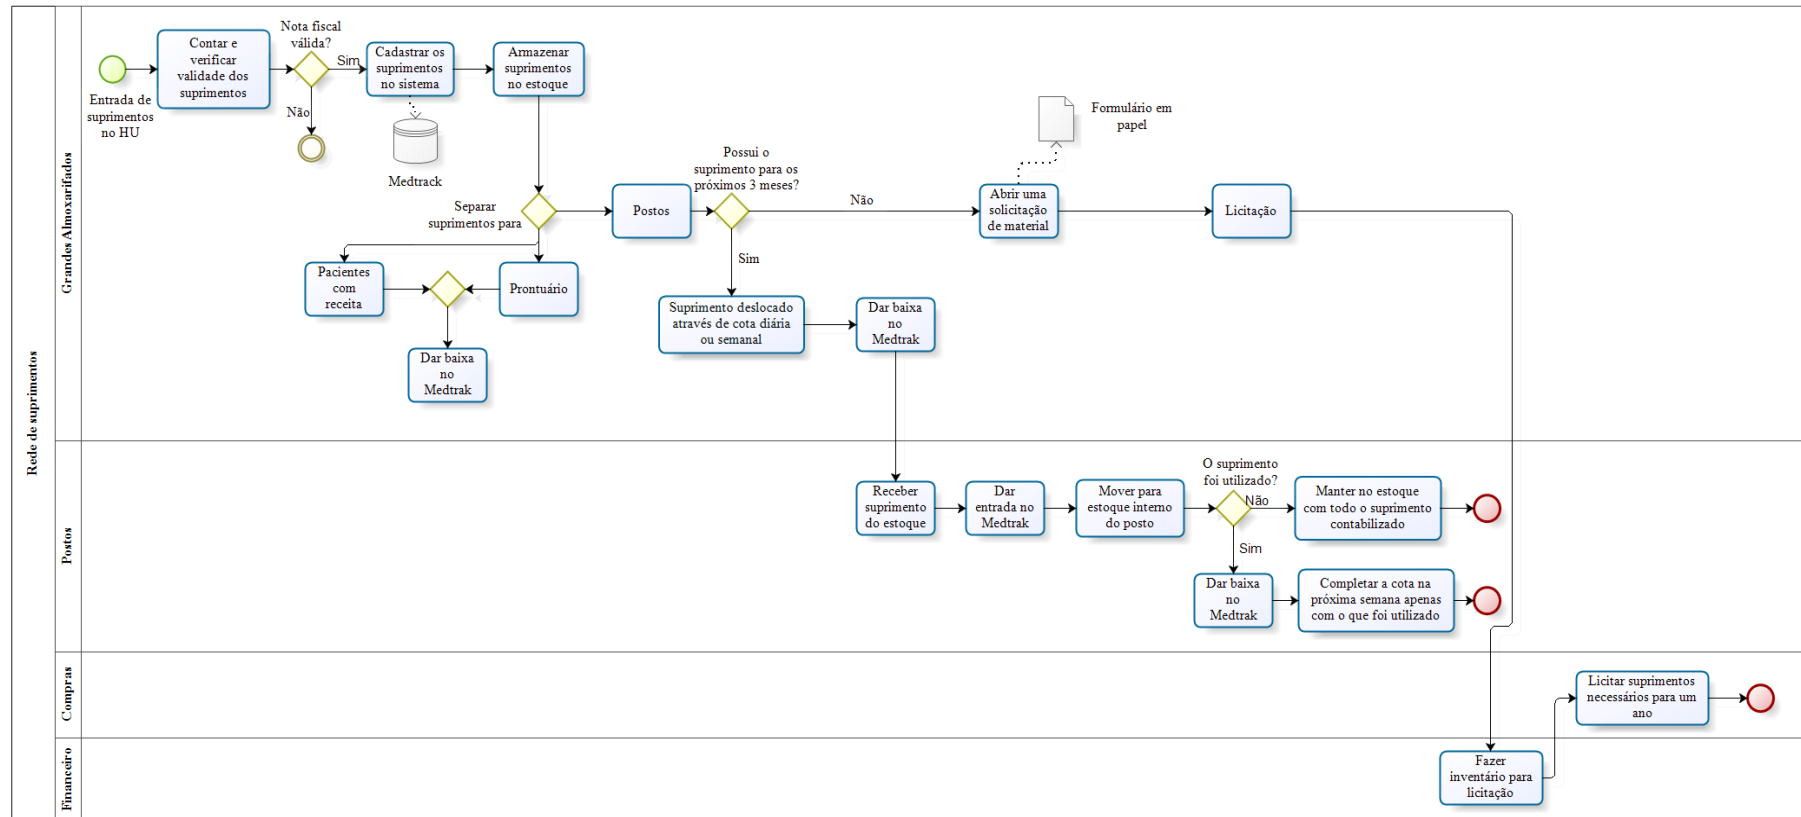 Rede de suprimentos
Grandes Almoxarifados
Entrada de
suprimentos
no HU
Contar e
verificar
validade dos
suprimentos
Nota fiscal
válida?
Sim
Não
Cadastrar os
suprimentos
no sistema
Medtrack
Armazenar
suprimentos
no estoque
Separar
suprimentos para
Pacientes
com
receita
Prontuário
Dar baixa
no
Medtrak
Postos
Possui o
suprimento para os
próximos 3 meses?
Não
Sim
Suprimento deslocado
através de cota diária
ou semanal
Dar baixa
no
Medtrak
Abrir uma
solicitação
de material
Formulário em
papel
Licitação
Postos
Receber
suprimento
do estoque
Dar
entrada no
Medtrak
Mover para
estoque interno
do posto
O suprimento
foi utilizado?
Não
Sim
Manter no estoque
com todo o suprimento
contabilizado
Dar baixa
no
Medtrak
Completar a cota na
próxima semana apenas
com o que foi utilizado
Compras
Licitar suprimentos
necessários para um
ano
Financeiro
Fazer
inventário para
licitação